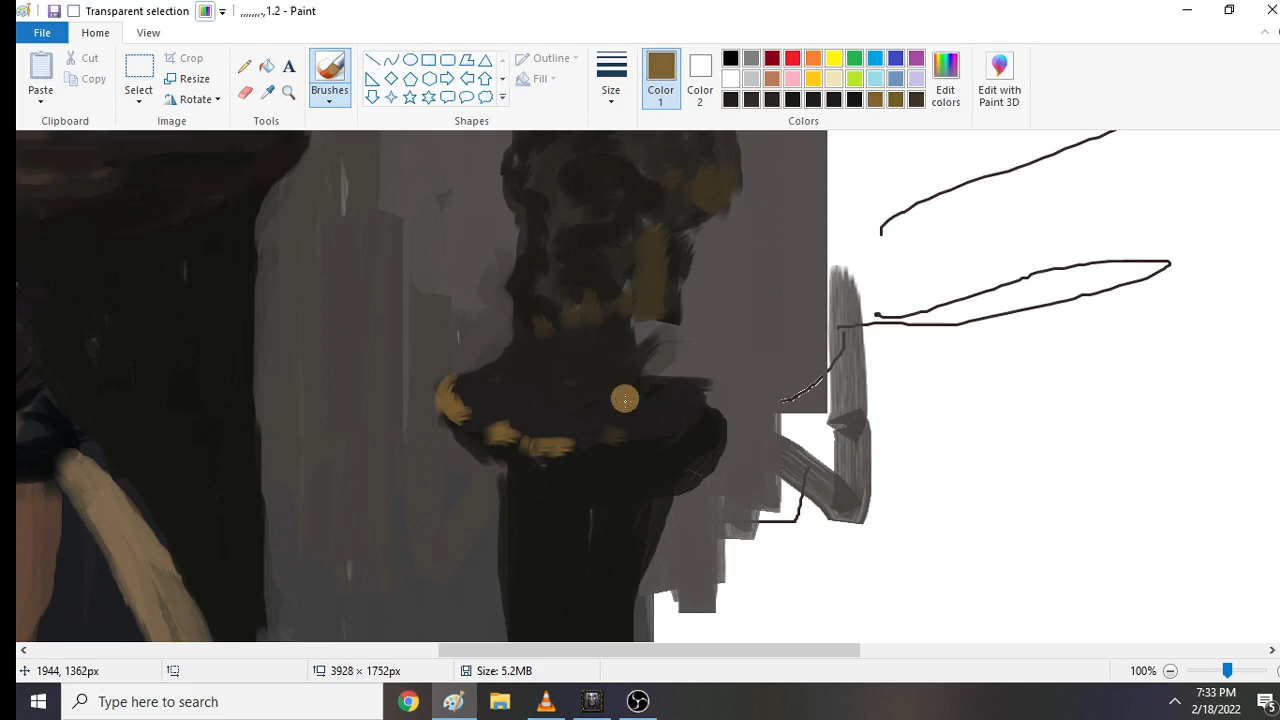 Transparent selection
,,,,,,,-,1.2 - Paint
File
Home
View
Paste
Cut
Copy
Clipboard
Select
Crop
Resize
Rotate
Image
Tools
Brushes
Outline
Fill
Shapes
Size
Color
1
Color
2
Edit
colors
Colors
Edit with
Paint 3D
1944, 1362px
3928 × 1752px
Size: 5.2MB
100%
Type here to search
7:33 PM
2/18/2022
5